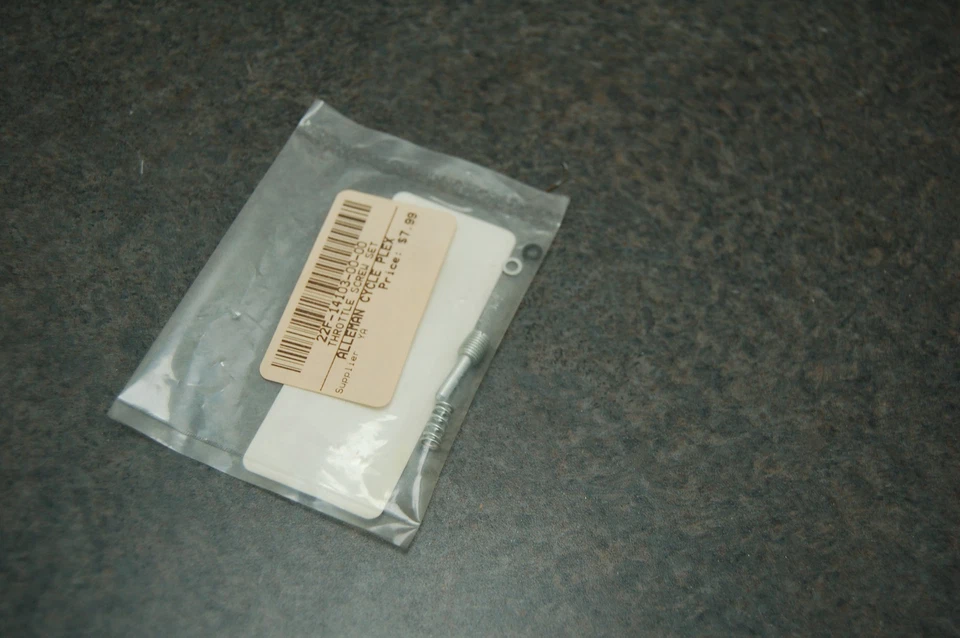 22F-14103-00-00
THROTTLE SCREW SET
ALLEMAN CYCLE PLEX
Supplier YA Price: $7.99